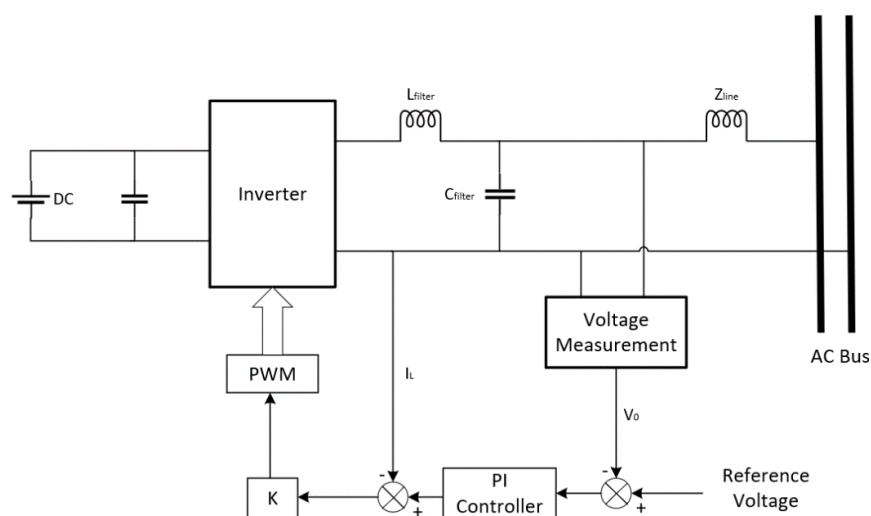 Lfilter
Zline
DC
Inverter
Cfilter
Voltage
Measurement
AC Bus
PWM
IL
V0
-
-
PI
Controller
Reference
Voltage
K
+
+